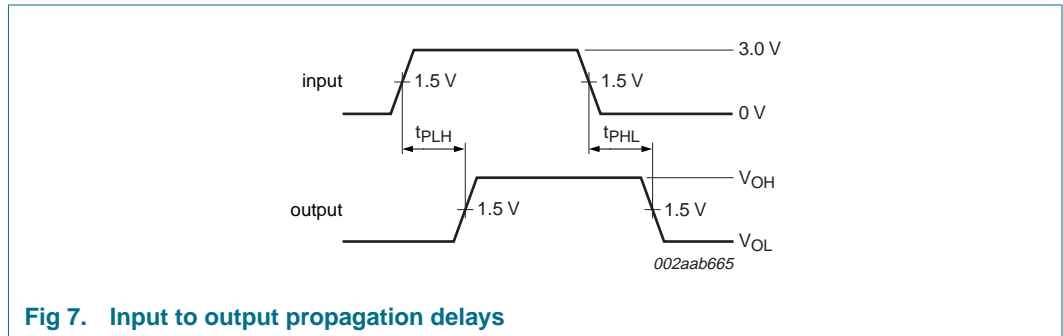 3.0 V
input
1.5 V
1.5 V
0 V
tPLH
tPHL
VOH
output
1.5 V
1.5 V
VOL
002aab665
Fig 7. Input to output propagation delays